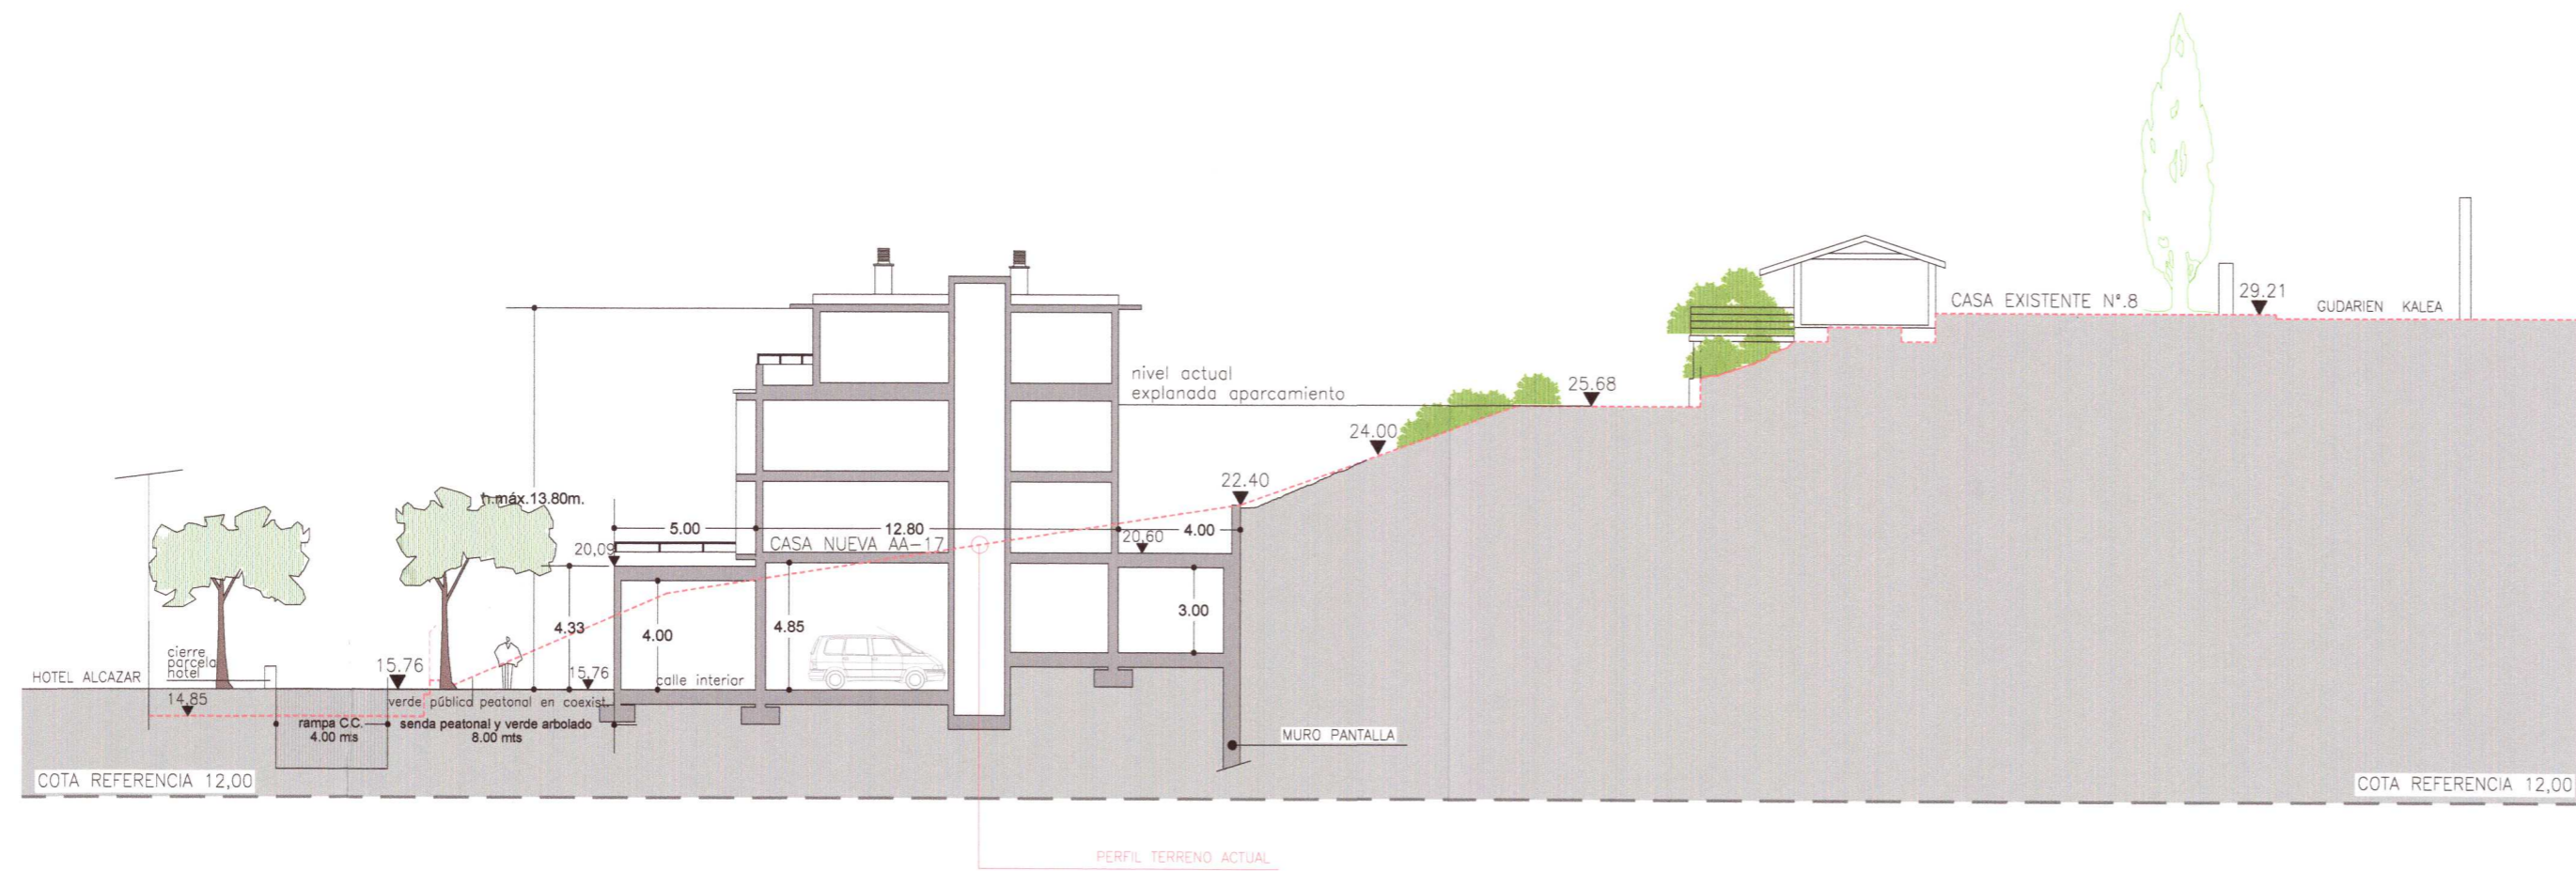 CASA EXISTENTE Nº.8
29.21
GUDARIEN KALEA
nivel actual
explanada aparcamiento
25.68
24.00
22.40
h.máx.13.80m.
5.00
12.80
4.00
20,09
CASA NUEVA AA-17
20,60
4.33
4.00
4.85
3.00
HOTEL ALCAZAR
cierre
parcela
hotel
15.76
15,76
calle interior
14.85
verde pública peatonal en coexist.
rampa C.C.
4.00 mts
senda peatonal y verde arbolado
8.00 mts
MURO PANTALLA
COTA REFERENCIA 12,00
COTA REFERENCIA 12,00
PERFIL TERRENO ACTUAL